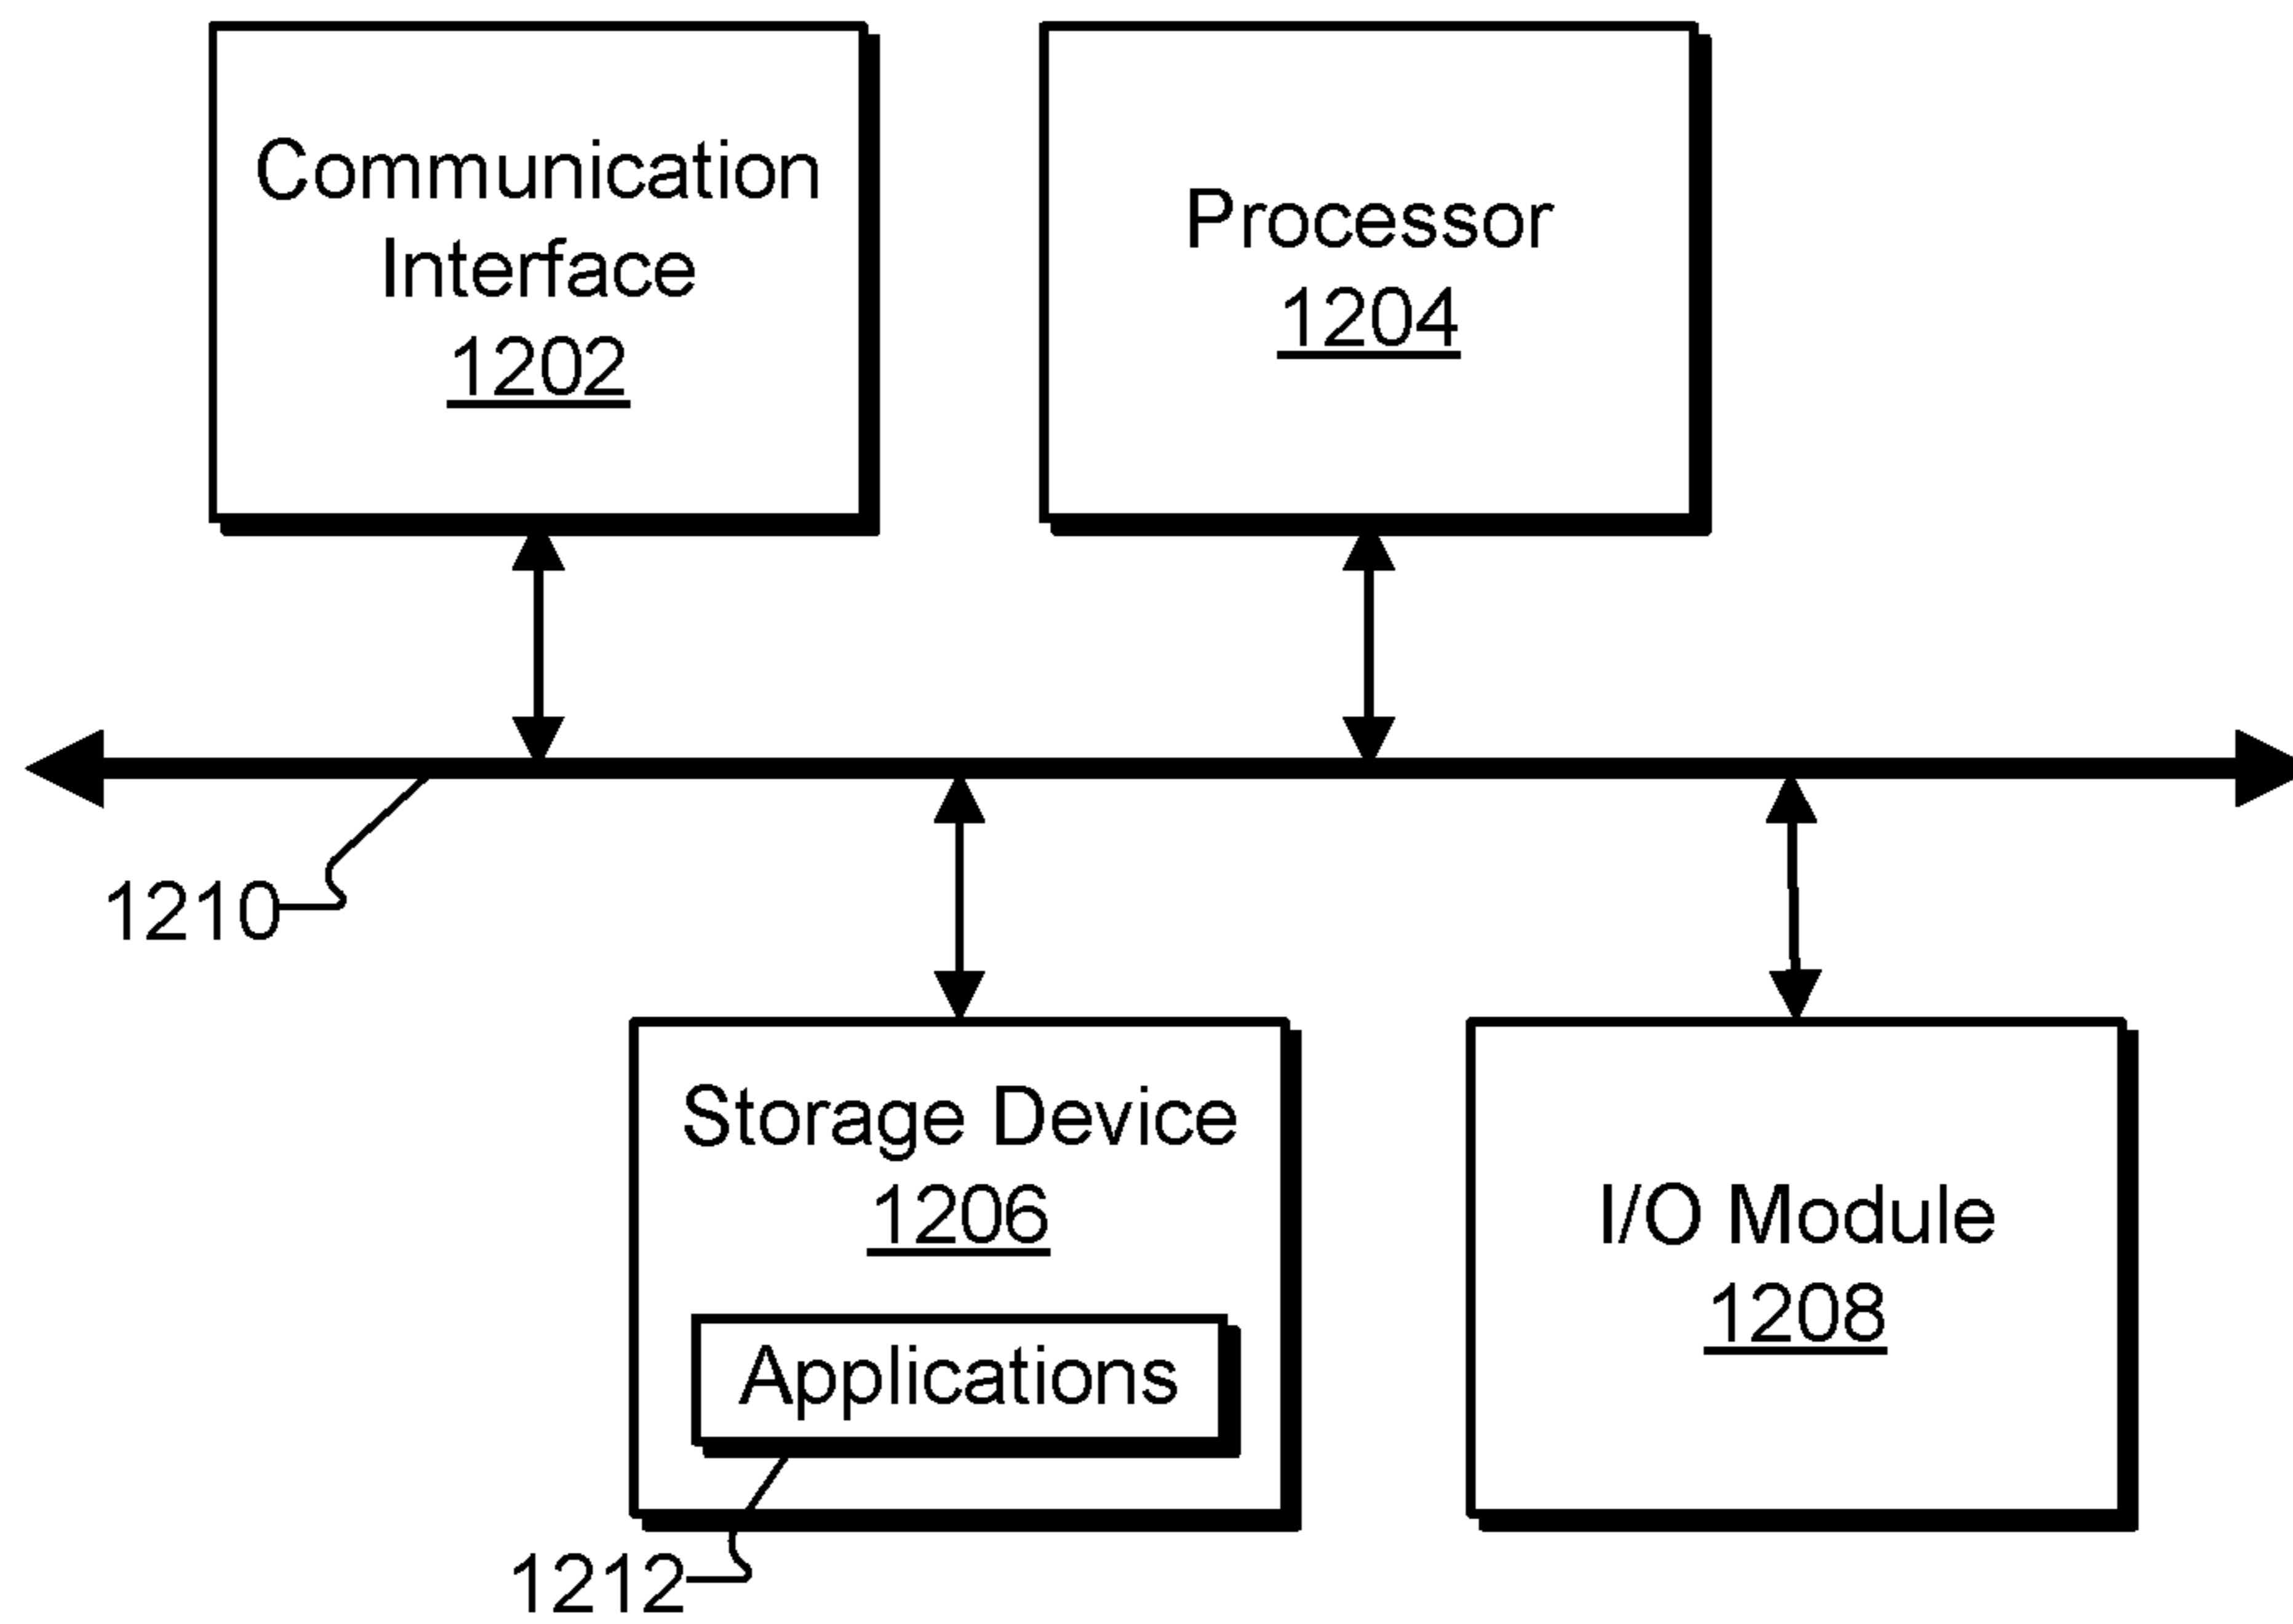 Communication
Interface
1202
Processor
1204
1210
Storage Device
1206
Applications
1212
I/O Module
1208